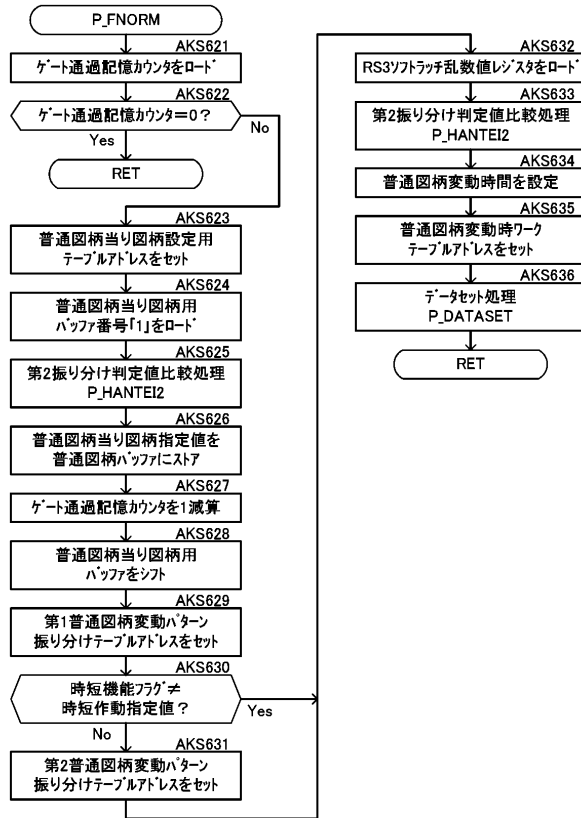 P_FNORM
AKS621
ゲート通過記憶カウンタをロード
AKS622
ゲート通過記憶カウンタ=0?
No
Yes
RET
AKS623
普通図柄当り図柄設定用
テーブルアドレスをセット
AKS624
普通図柄当り図柄用
バッファ番号「1」をロード
AKS625
第2振り分け判定値比較処理
P_HANTEI2
AKS626
普通図柄当り図柄指定値を
普通図柄バッファにストア
AKS627
ゲート通過記憶カウンタを1減算
AKS628
普通図柄当り図柄用
バッファをシフト
AKS629
第1普通図柄変動パターン
振り分けテーブルアドレスをセット
AKS630
時短機能フラグ≠
時短作動指定値?
Yes
No
AKS631
第2普通図柄変動パターン
振り分けテーブルアドレスをセット
AKS632
RS3ソフトラッチ乱数値レジスタをロード
AKS633
第2振り分け判定値比較処理
P_HANTEI2
AKS634
普通図柄変動時間を設定
AKS635
普通図柄変動時ワーク
テーブルアドレスをセット
AKS636
データセット処理
P_DATASET
RET